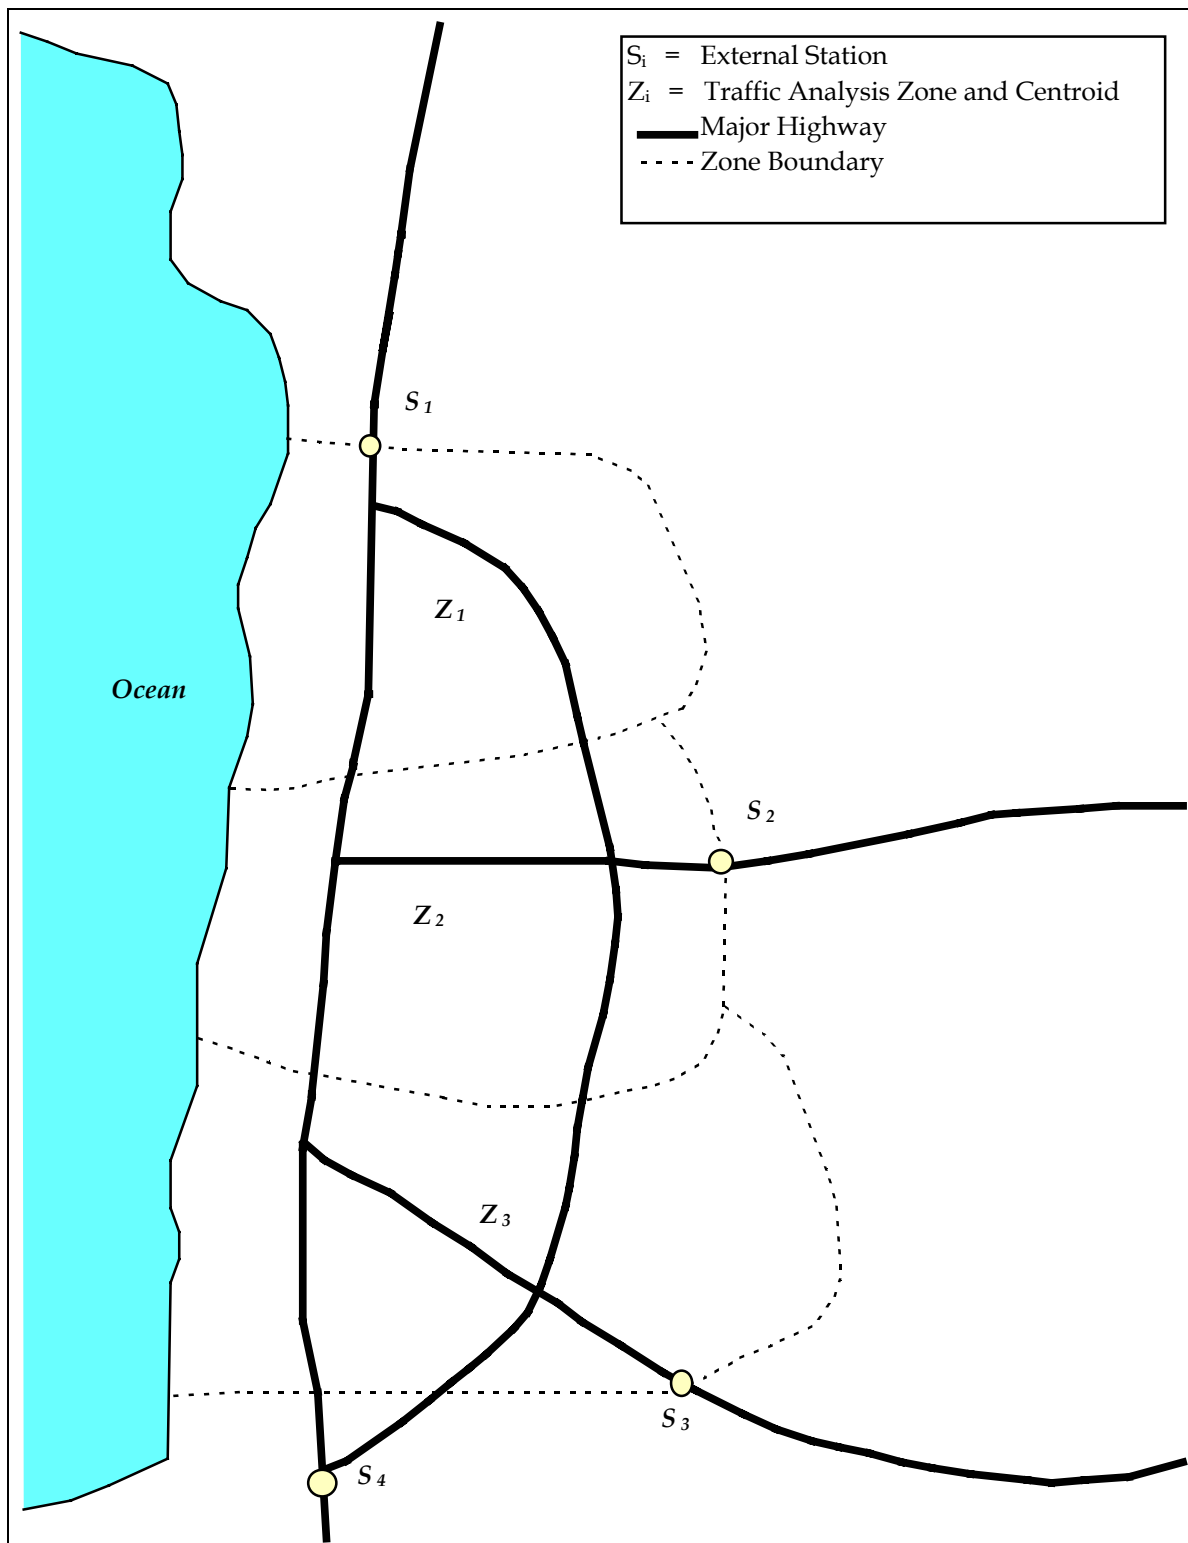 Sᵢ = External Station
Zᵢ = Traffic Analysis Zone and Centroid
Major Highway
Zone Boundary
S₁
Z₁
Ocean
S₂
Z₂
Z₃
S₃
S₄